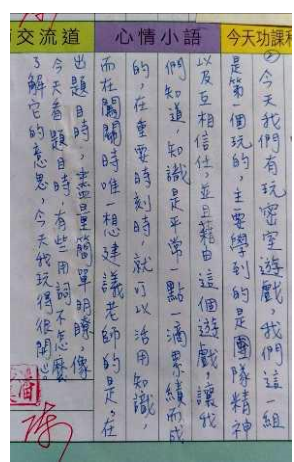 今天功課
心情小語
交流道
②今天我們有玩密室遊戲,我們這一組
是第一個玩的,主要學到的是團隊精神
以及互相信任,並且藉由這個遊戲讓我
們知道,知識是平常一點一滴累績而成
的,在重要時刻時,就可以活用知識,
而在闖關時唯一想建議老師的是,在
出題目時,盡量簡單明瞭,像
今天看題目時,有些用詞不怎麼
了解它的意思,今天我玩得很開心。